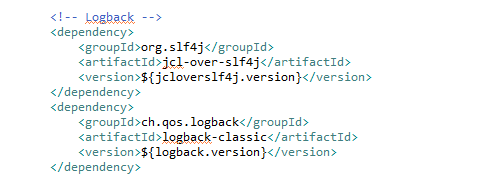 <!-- Logback -->
<dependency>
<groupId>org.slf4j</groupId>
<artifactId>jcl-over-slf4j</artifactId>
<version>${jcloverslf4j.version}</version>
</dependency>
<dependency>
<groupId>ch.qos.logback</groupId>
<artifactId>logback-classic</artifactId>
<version>${logback.version}</version>
</dependency>